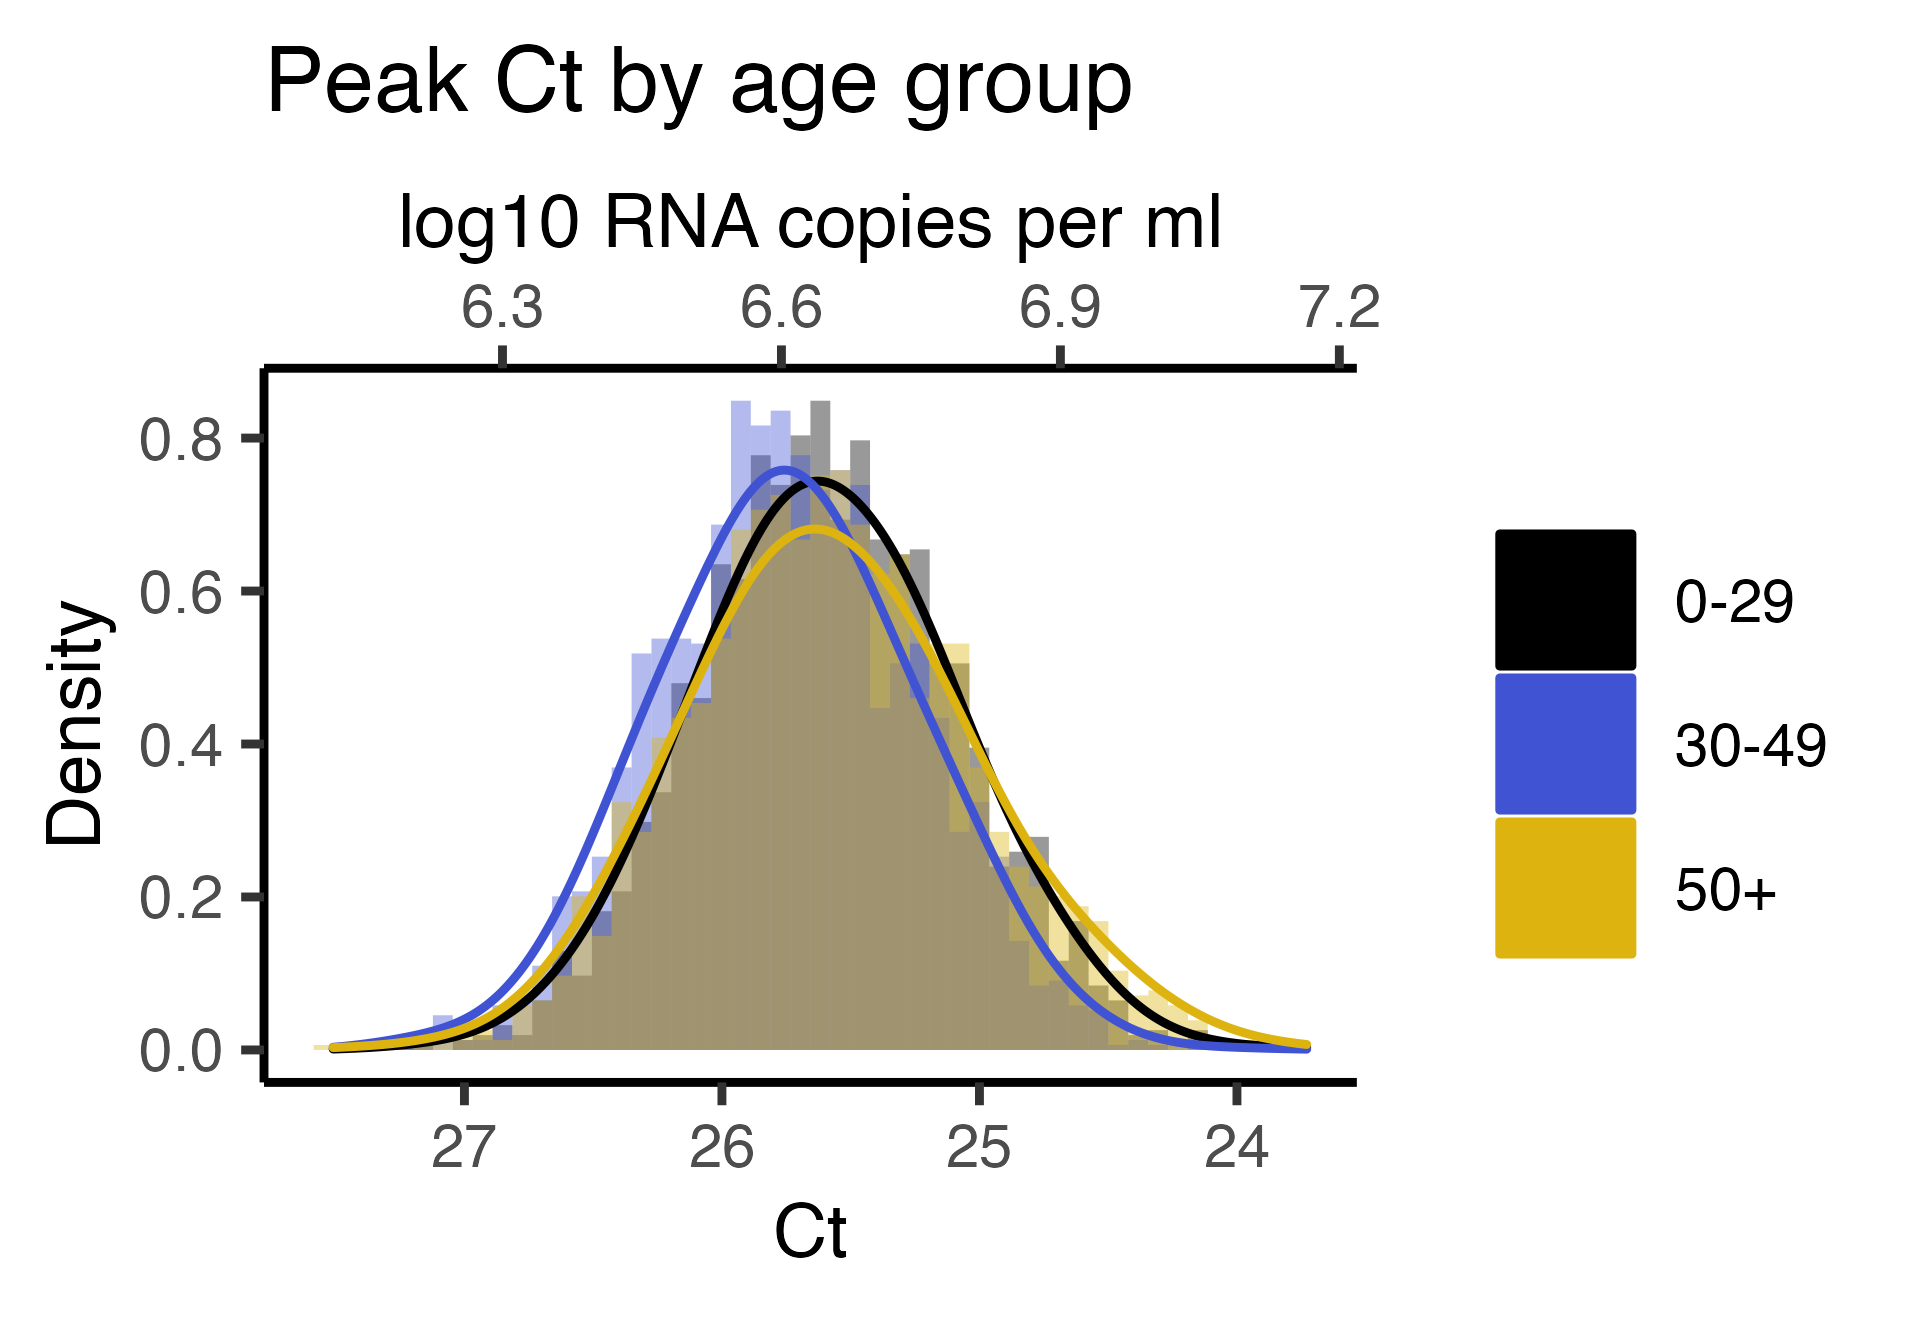 Peak Ct by age group
log10 RNA copies per ml
6.3 6.6 6.9 7.2
0.8
0.6
0.4
0.2
0.0
Density
27 26 25 24
Ct
0-29
30-49
50+